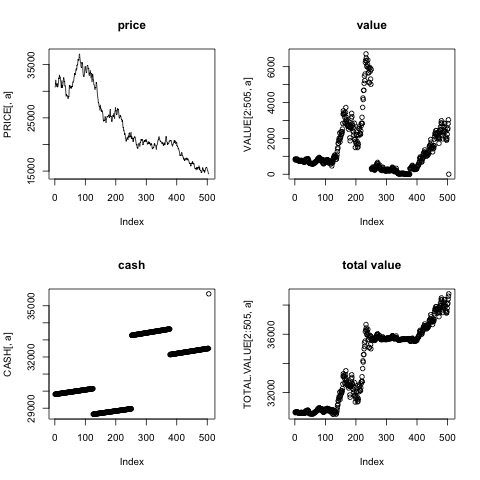 price
PRICE[, a]
15000 25000 35000
0 100 200 300 400 500
Index
value
VALUE[2:505, a]
0 2000 4000 6000
0 100 200 300 400 500
Index
cash
CASH[, a]
29000 32000 35000
0 100 200 300 400 500
Index
total value
TOTAL.VALUE[2:505, a]
32000 36000
0 100 200 300 400 500
Index